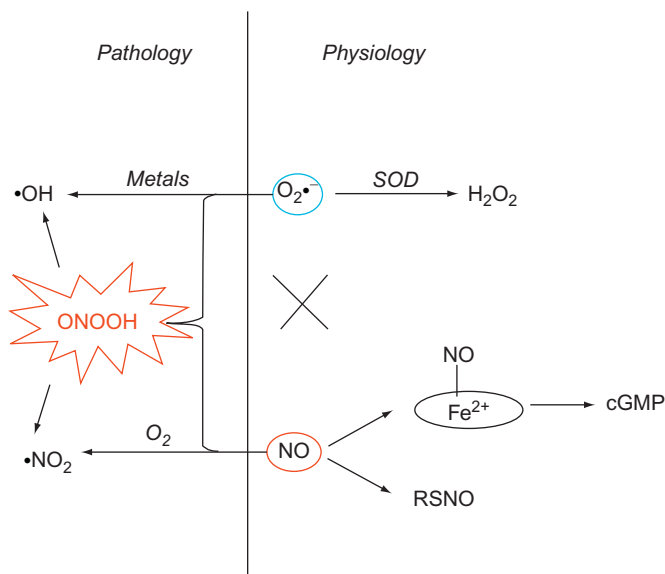 Pathology
Physiology
•OH
Metals
O₂•⁻
SOD
H₂O₂
ONOOH
NO
Fe²⁺
cGMP
O₂
NO
•NO₂
RSNO